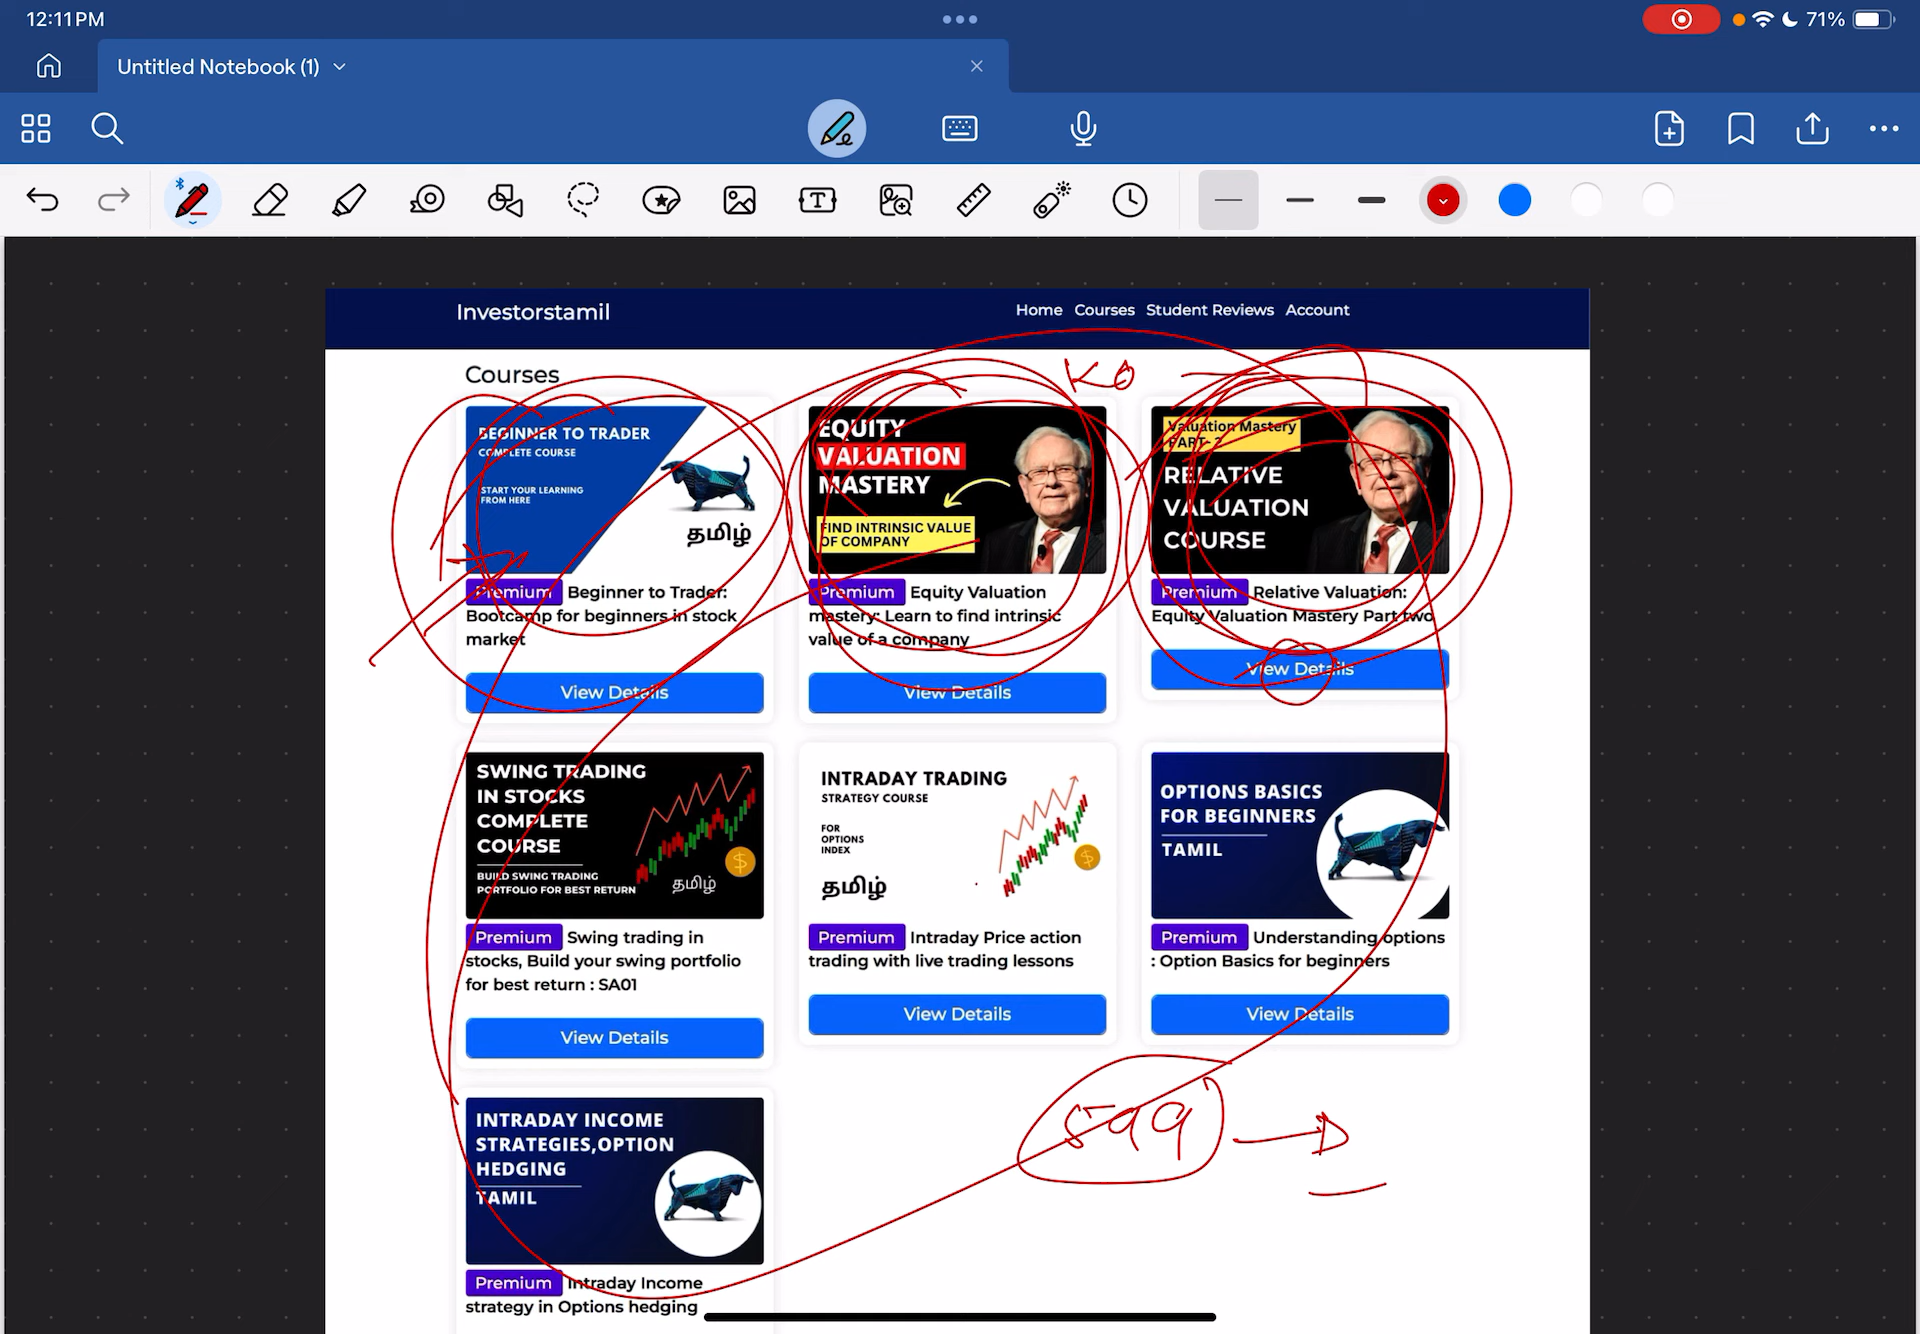 12:11 PM
71%
Untitled Notebook (1)
Investorstamil
Home Courses Student Reviews Account
Courses
BEGINNER TO TRADER
COMPLETE COURSE
START YOUR LEARNING
FROM HERE
தமிழ்
Premium Beginner to Trader:
Bootcamp for beginners in stock
market
View Details
EQUITY
VALUATION
MASTERY
FIND INTRINSIC VALUE
OF COMPANY
Premium Equity Valuation
mastery: Learn to find intrinsic
value of a company
View Details
Valuation Mastery
PART- 2
RELATIVE
VALUATION
COURSE
Premium Relative Valuation:
Equity Valuation Mastery Part two
View Details
SWING TRADING
IN STOCKS
COMPLETE
COURSE
BUILD SWING TRADING
PORTFOLIO FOR BEST RETURN
தமிழ்
Premium Swing trading in
stocks, Build your swing portfolio
for best return : SA01
View Details
INTRADAY TRADING
STRATEGY COURSE
FOR
OPTIONS
INDEX
தமிழ்
Premium Intraday Price action
trading with live trading lessons
View Details
OPTIONS BASICS
FOR BEGINNERS
TAMIL
Premium Understanding options
: Option Basics for beginners
View Details
INTRADAY INCOME
STRATEGIES,OPTION
HEDGING
TAMIL
Premium Intraday Income
strategy in Options hedging
599